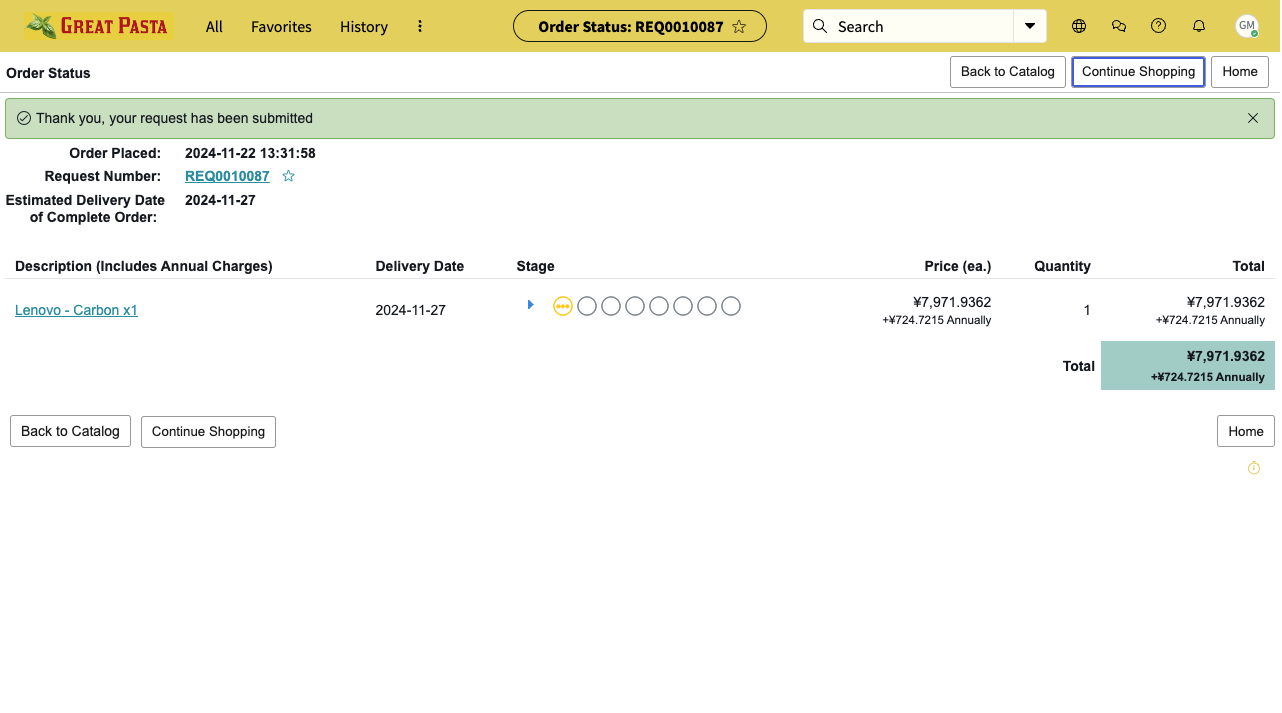 GREAT PASTA
All
Favorites
History
Order Status: REQ0010087
Search
GM
Order Status
Back to Catalog
Continue Shopping
Home
Thank you, your request has been submitted
Order Placed: 2024-11-22 13:31:58
Request Number: REQ0010087
Estimated Delivery Date 2024-11-27
of Complete Order:
Description (Includes Annual Charges) Delivery Date Stage Price (ea.) Quantity Total
Lenovo - Carbon x1 2024-11-27 ¥7,971.9362 1 ¥7,971.9362
+¥724.7215 Annually +¥724.7215 Annually
Total ¥7,971.9362
+¥724.7215 Annually
Back to Catalog
Continue Shopping
Home